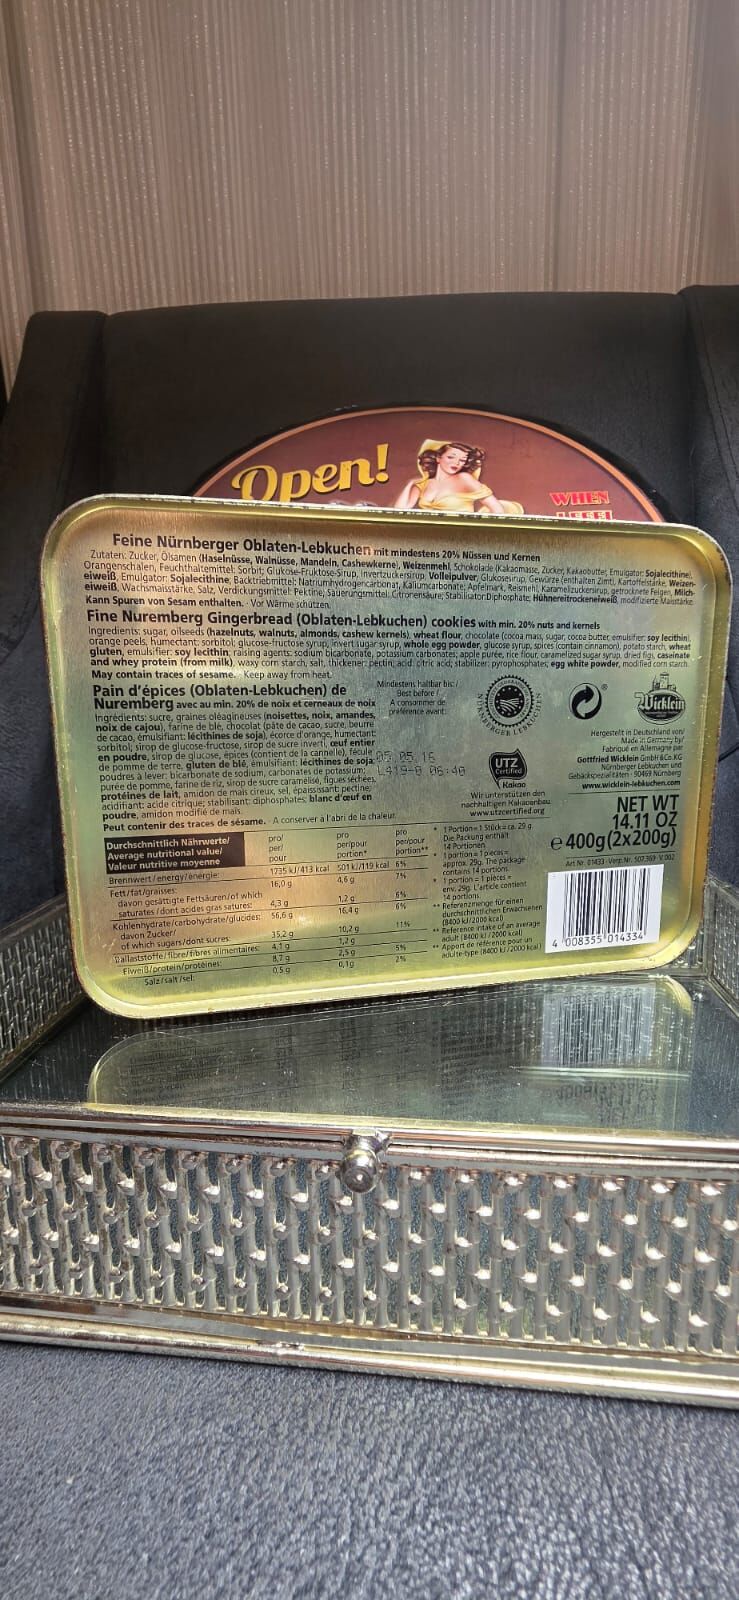 Open!
WHEN
Feine Nürnberger Oblaten-Lebkuchen mit mindestens 20% Nüssen und Kernen
Zutaten: Zucker, Ölsamen (Haselnüsse, Walnüsse, Mandeln, Cashewkerne), Weizenmehl, Schokolade (Kakaomasse, Zucker, Kakaobutter, Emulgator: Sojalecithine),
Orangenschalen, Feuchthaltemittel: Sorbit; Glukose-Fruktose-Sirup, Invertzuckersirup, Volleipulver, Glukosesirup, Gewürze (enthalten Zimt), Kartoffelstärke, Weizen-
eiweiß, Emulgator: Sojalecithine, Backtriebmittel: Natriumhydrogencarbonat, Kaliumcarbonate; Apfelmark, Reismehl, Karamellzuckersirup, getrocknete Feigen, Milch-
eiweiß, Wachsmaisstärke, Salz, Verdickungsmittel: Pektine; Säuerungsmittel: Citronensäure; Stabilisator: Diphosphate; Hühnereitrockeneiweiß, modifizierte Maisstärke.
Kann Spuren von Sesam enthalten. · Vor Wärme schützen.
Fine Nuremberg Gingerbread (Oblaten-Lebkuchen) cookies with min. 20% nuts and kernels
Ingredients: sugar, oilseeds (hazelnuts, walnuts, almonds, cashew kernels), wheat flour, chocolate (cocoa mass, sugar, cocoa butter, emulsifier: soy lecithin),
orange peels, humectant: sorbitol; glucose-fructose syrup, invert sugar syrup, whole egg powder, glucose syrup, spices (contain cinnamon), potato starch, wheat
gluten, emulsifier: soy lecithin, raising agents: sodium bicarbonate, potassium carbonates; apple purée, rice flour, caramelized sugar syrup, dried figs, caseinate
and whey protein (from milk), waxy corn starch, salt, thickener: pectin; acid: citric acid; stabilizer: pyrophosphates; egg white powder, modified corn starch.
May contain traces of sesame. · Keep away from heat.
Pain d'épices (Oblaten-Lebkuchen) de
Nuremberg avec au min. 20% de noix et cerneaux de noix
Ingrédients: sucre, graines oléagineuses (noisettes, noix, amandes,
noix de cajou), farine de blé, chocolat (pâte de cacao, sucre, beurre
de cacao, émulsifiant: lécithines de soja), écorce d'orange, humectant:
sorbitol; sirop de glucose-fructose, sirop de sucre inverti, œuf entier
en poudre, sirop de glucose, épices (contient de la cannelle), fécule
de pomme de terre, gluten de blé, émulsifiant: lécithines de soja;
poudres à lever: bicarbonate de sodium, carbonates de potassium;
purée de pomme, farine de riz, sirop de sucre caramélisé, figues séchées,
protéines de lait, amidon de maïs cireux, sel, épaississant: pectine;
acidifiant: acide citrique; stabilisant: diphosphates; blanc d'œuf en
poudre, amidon modifié de maïs.
Peut contenir des traces de sésame. · A conserver à l'abri de la chaleur.
Mindestens haltbar bis: /
Best before /
A consommer de
préférence avant:
05.05.16
L419-8 06:40
NÜRNBERGER LEBKUCHEN
UTZ
Certified
Kakao
Wir unterstützen den
nachhaltigen Kakaoanbau.
www.utzcertified.org
Wicklein
Hergestellt in Deutschland von/
Made in Germany by/
Fabriqué en Allemagne par
Gottfried Wicklein GmbH & Co. KG
Nürnberger Lebkuchen und
Gebäckspezialitäten · 90469 Nürnberg
www.wicklein-lebkuchen.com
NET WT
14.11 OZ
e 400g (2x200g)
Art Nr. 01433 · Verp. Nr. 507.369 V.002
4 008355 014334
Durchschnittlich Nährwerte/
Average nutritional value/
Valeur nutritive moyenne
pro/ per/ pour
pro per/pour portion*
pro per/pour portion**
Brennwert/energy/énergie: 1735 kJ/413 kcal 501 kJ/119 kcal 6%
Fett/fat/graisses: 16,0 g 4,6 g 7%
davon gesättigte Fettsäuren/of which
saturates/dont acides gras saturés: 4,3 g 1,2 g 6%
Kohlenhydrate/carbohydrate/glucides: 56,6 g 16,4 g 6%
davon Zucker/
of which sugars/dont sucres: 35,2 g 10,2 g 11%
Ballaststoffe/fibre/fibres alimentaires: 4,1 g 1,2 g
Eiweiß/protein/protéines: 8,7 g 2,5 g 5%
Salz/salt/sel: 0,5 g 0,1g 2%
* 1 Portion = 1 Stück = ca. 29 g
Die Packung enthält
14 Portionen.
1 portion = 1 piece =
approx. 29g. The package
contains 14 portions.
1 portion = 1 pièces =
env. 29g. L'article contient
14 portions.
** Referenzmenge für einen
durchschnittlichen Erwachsenen
(8400 kJ / 2000 kcal)
** Reference intake of an average
adult (8400 kJ / 2000 kcal)
** Apport de référence pour un
adulte-type (8400 kJ / 2000 kcal)